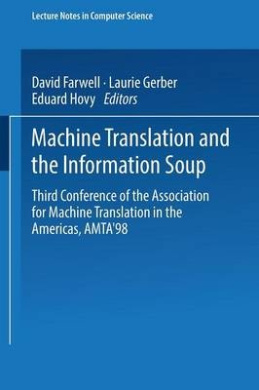 Lecture Notes in Computer Science
David Farwell · Laurie Gerber
Eduard Hovy Editors
Machine Translation and
the Information Soup
Third Conference of the Association
for Machine Translation in the
Americas, AMTA'98